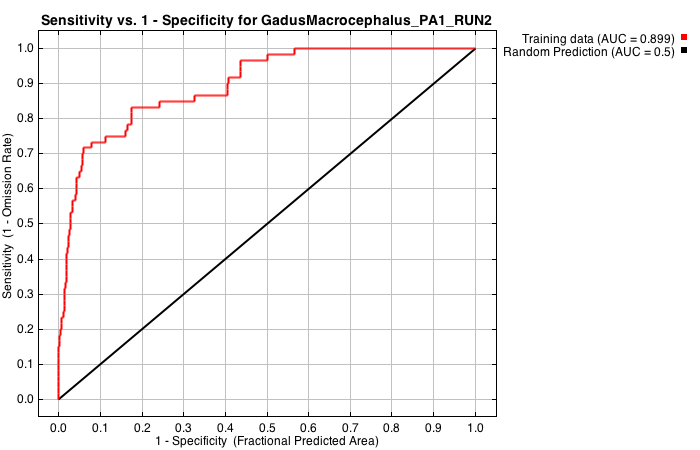 Sensitivity vs. 1 - Specificity for GadusMacrocephalus_PA1_RUN2
Training data (AUC = 0.899)
Random Prediction (AUC = 0.5)
Sensitivity (1 - Omission Rate)
1.0
0.9
0.8
0.7
0.6
0.5
0.4
0.3
0.2
0.1
0.0
0.0 0.1 0.2 0.3 0.4 0.5 0.6 0.7 0.8 0.9 1.0
1 - Specificity (Fractional Predicted Area)